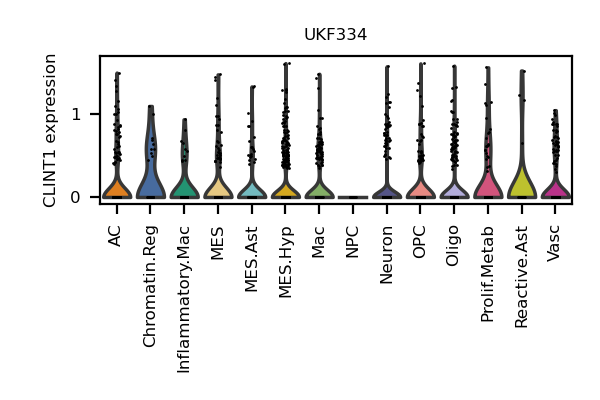 UKF334
CLINT1 expression
1
0
AC
Chromatin.Reg
Inflammatory.Mac
MES
MES.Ast
MES.Hyp
Mac
NPC
Neuron
OPC
Oligo
Prolif.Metab
Reactive.Ast
Vasc